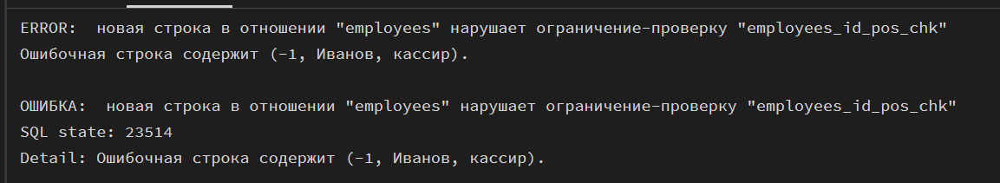 ERROR:  новая строка в отношении "employees" нарушает ограничение-проверку "employees_id_pos_chk"
Ошибочная строка содержит (-1, Иванов, кассир).
ОШИБКА:  новая строка в отношении "employees" нарушает ограничение-проверку "employees_id_pos_chk"
SQL state: 23514
Detail: Ошибочная строка содержит (-1, Иванов, кассир).